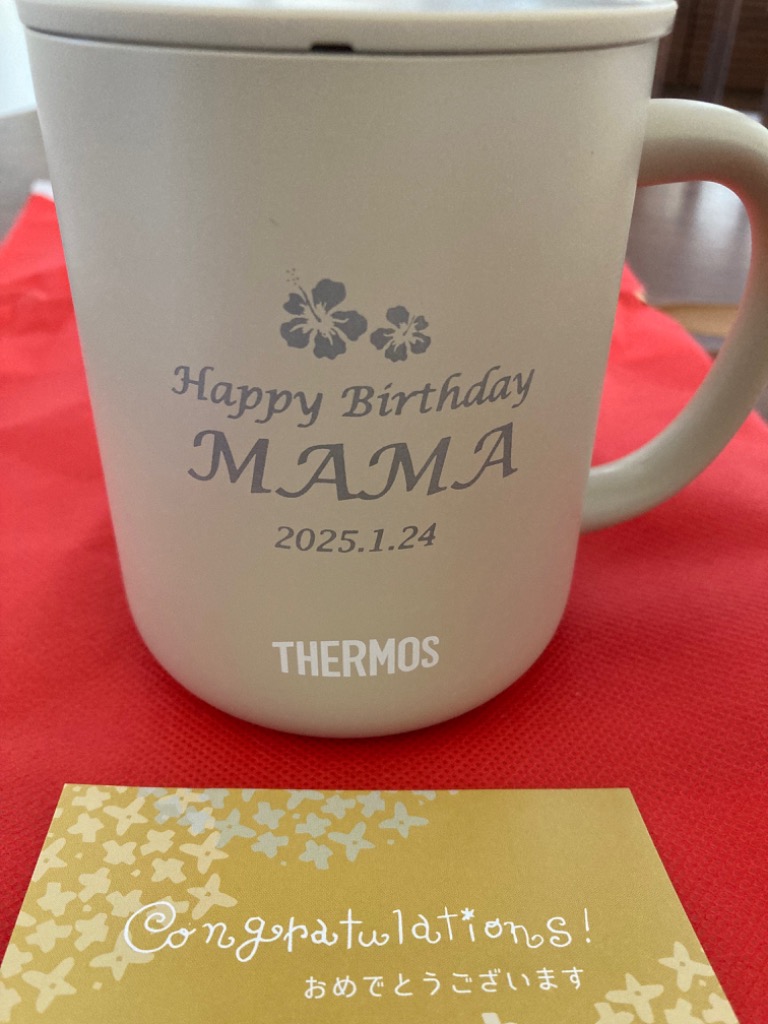 Happy Birthday
MAMA
2025.1.24
THERMOS
Congratulations!
おめでとうございます